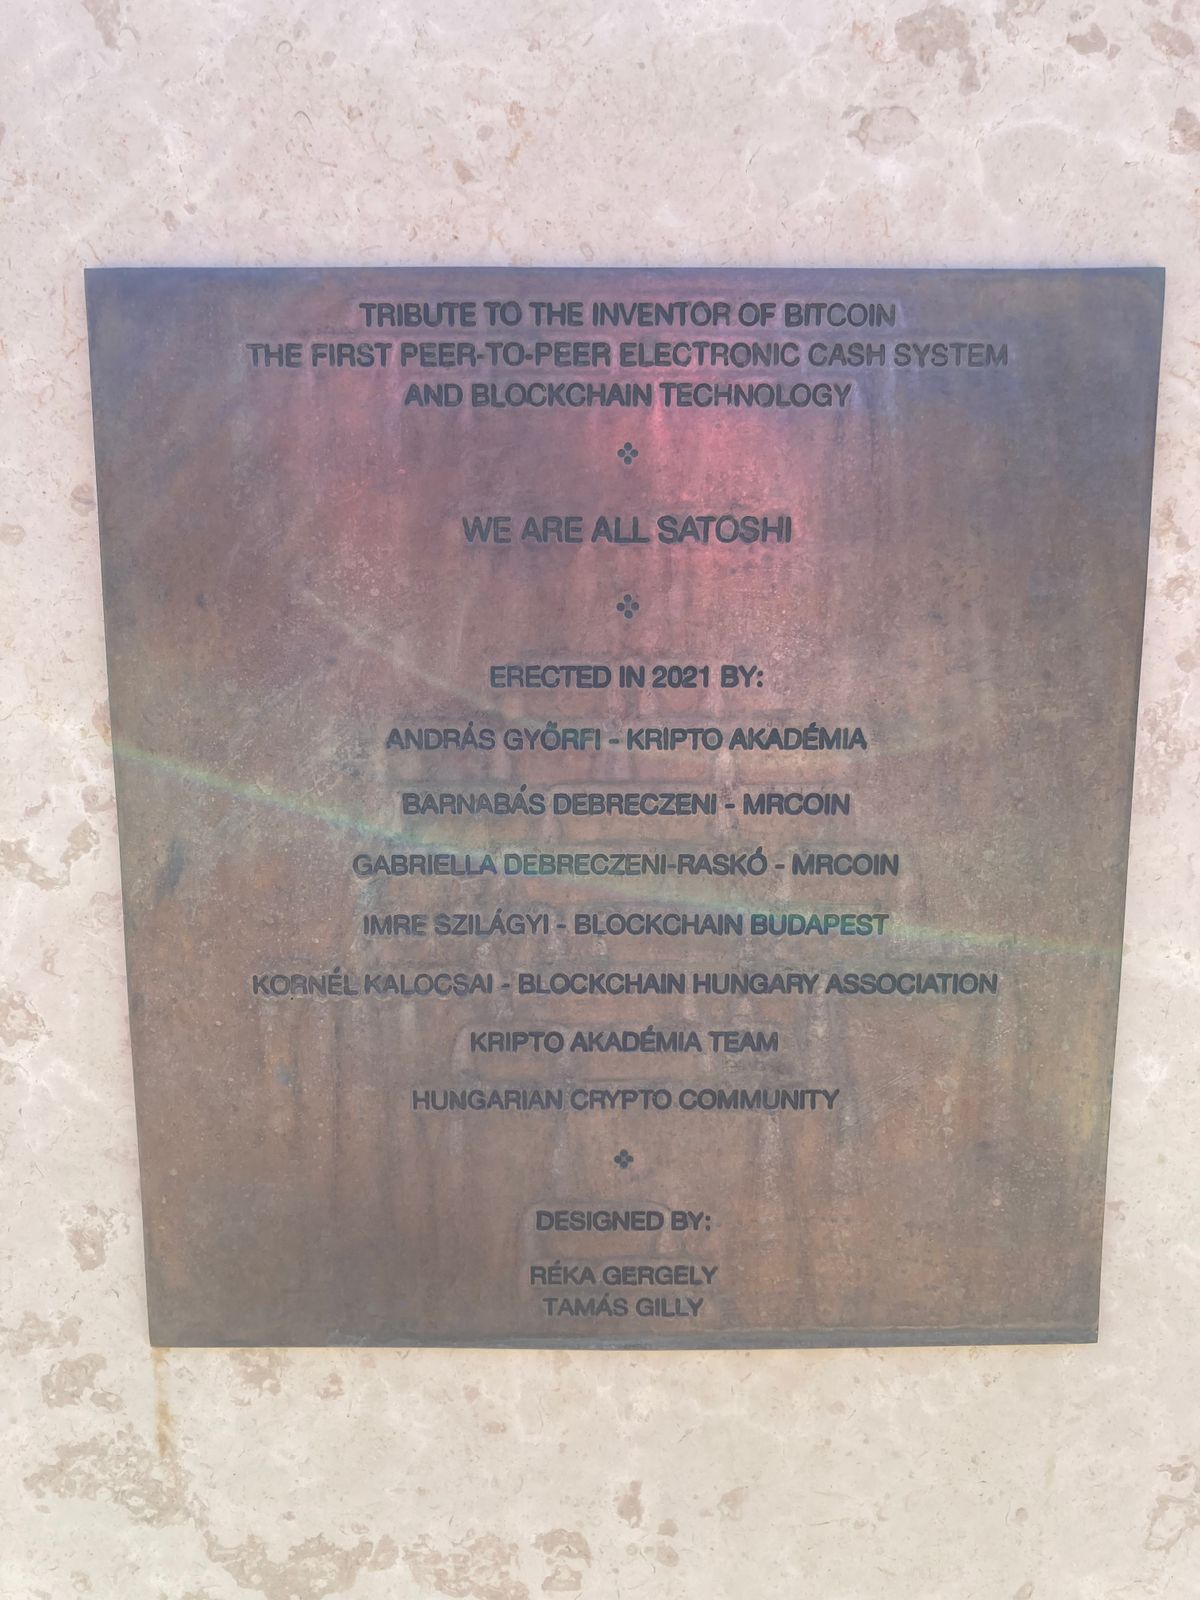 TRIBUTE TO THE INVENTOR OF BITCOIN
THE FIRST PEER-TO-PEER ELECTRONIC CASH SYSTEM
AND BLOCKCHAIN TECHNOLOGY
WE ARE ALL SATOSHI
ERECTED IN 2021 BY:
ANDRÁS GYŐRFI - KRIPTO AKADÉMIA
BARNABÁS DEBRECZENI - MRCOIN
GABRIELLA DEBRECZENI-RASKÓ - MRCOIN
IMRE SZILÁGYI - BLOCKCHAIN BUDAPEST
KORNÉL KALOCSAI - BLOCKCHAIN HUNGARY ASSOCIATION
KRIPTO AKADÉMIA TEAM
HUNGARIAN CRYPTO COMMUNITY
DESIGNED BY:
RÉKA GERGELY
TAMÁS GILLY